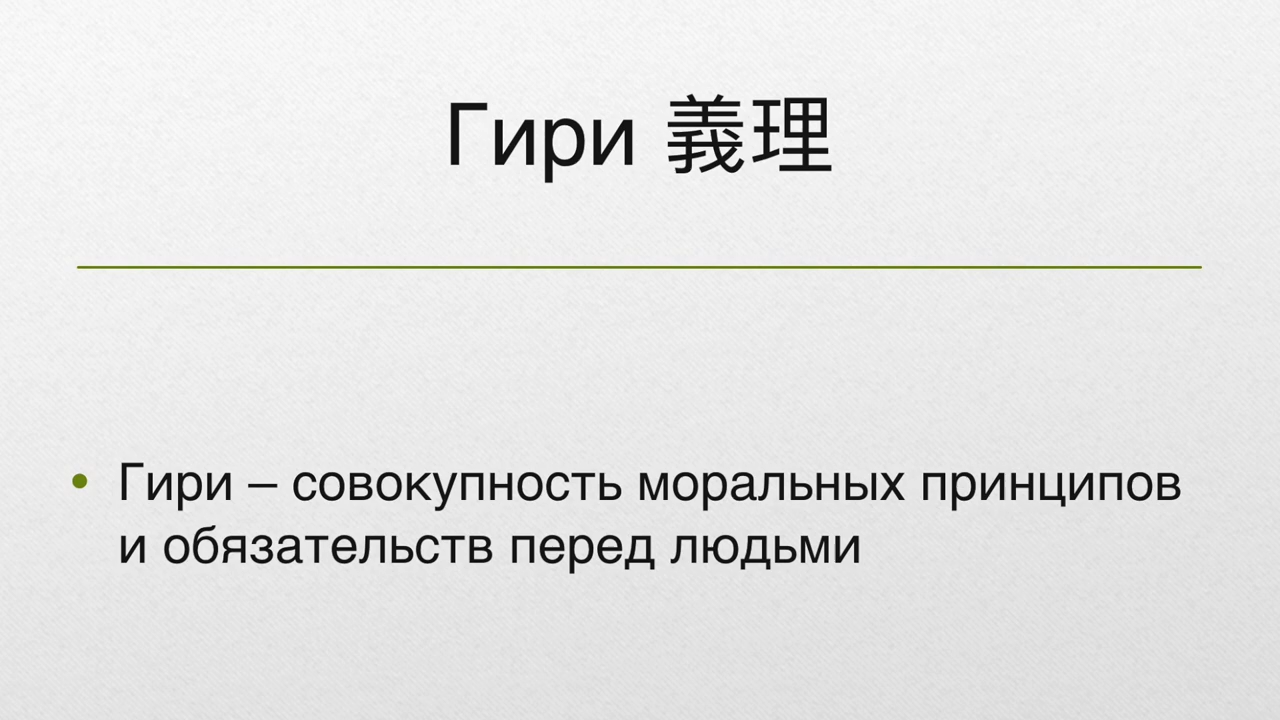 Гири 義理
• Гири – совокупность моральных принципов
и обязательств перед людьми